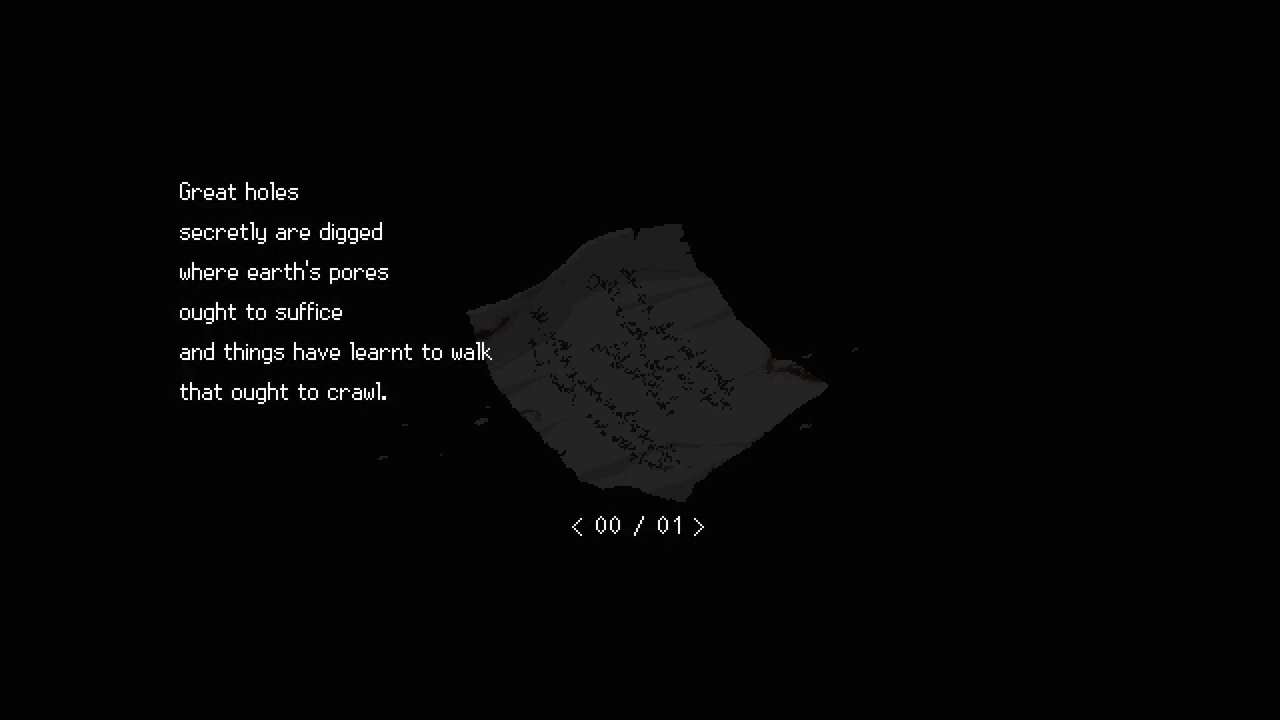 Great holes
secretly are digged
where earth's pores
ought to suffice
and things have learnt to walk
that ought to crawl.
< 00 / 01 >